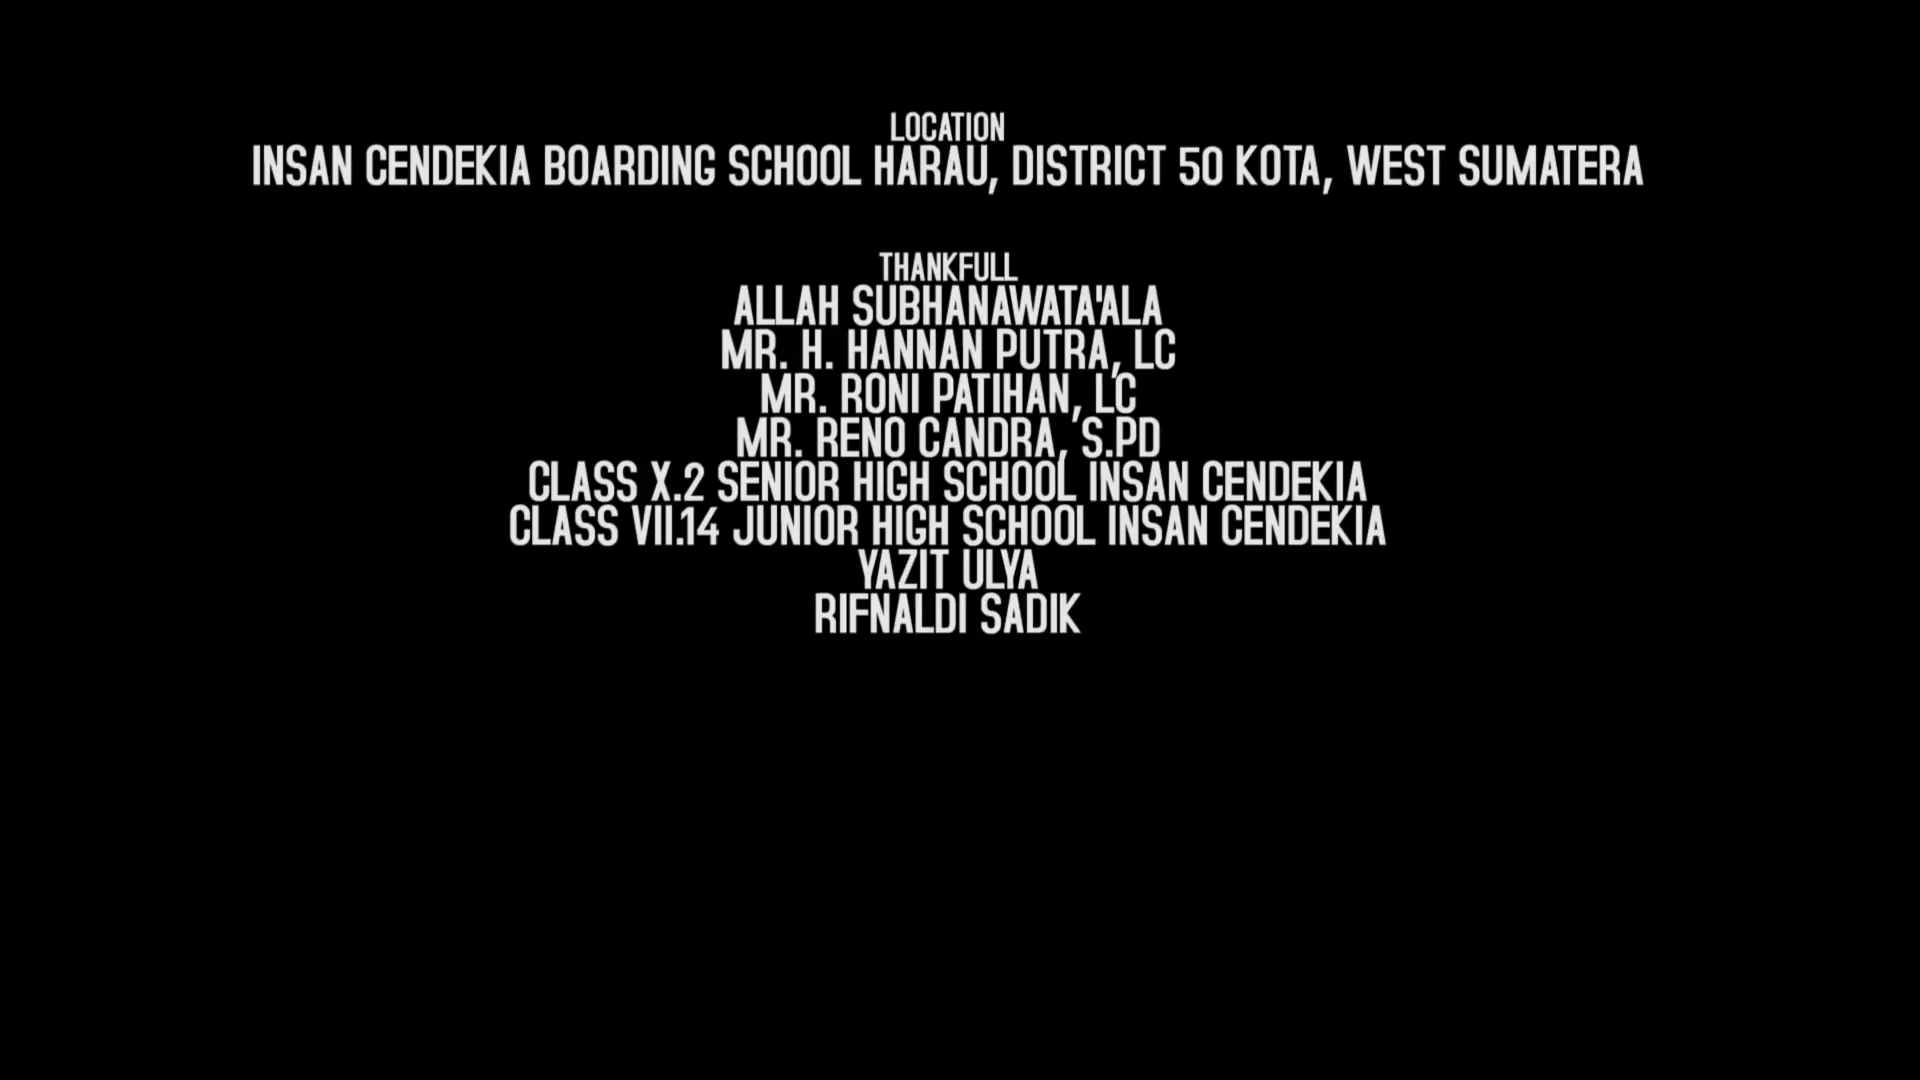 LOCATION
INSAN CENDEKIA BOARDING SCHOOL HARAU, DISTRICT 50 KOTA, WEST SUMATERA
THANKFULL
ALLAH SUBHANAWATA'ALA
MR. H. HANNAN PUTRA, LC
MR. RONI PATIHAN, LC
MR. RENO CANDRA, S.PD
CLASS X.2 SENIOR HIGH SCHOOL INSAN CENDEKIA
CLASS VII.14 JUNIOR HIGH SCHOOL INSAN CENDEKIA
YAZIT ULYA
RIFNALDI SADIK